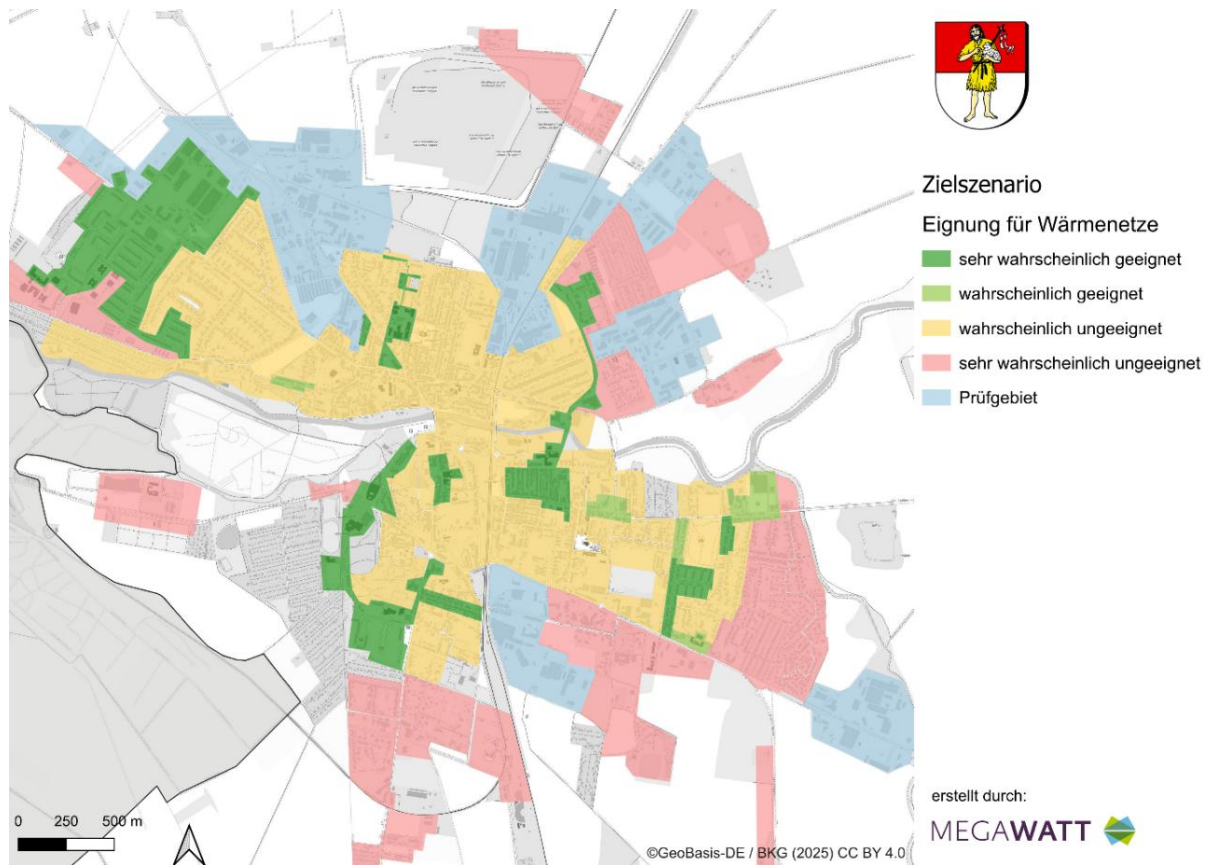 Zielszenario
Eignung für Wärmenetze
sehr wahrscheinlich geeignet
wahrscheinlich geeignet
wahrscheinlich ungeeignet
sehr wahrscheinlich ungeeignet
Prüfgebiet
0 250 500 m
©GeoBasis-DE / BKG (2025) CC BY 4.0
erstellt durch:
MEGAWATT